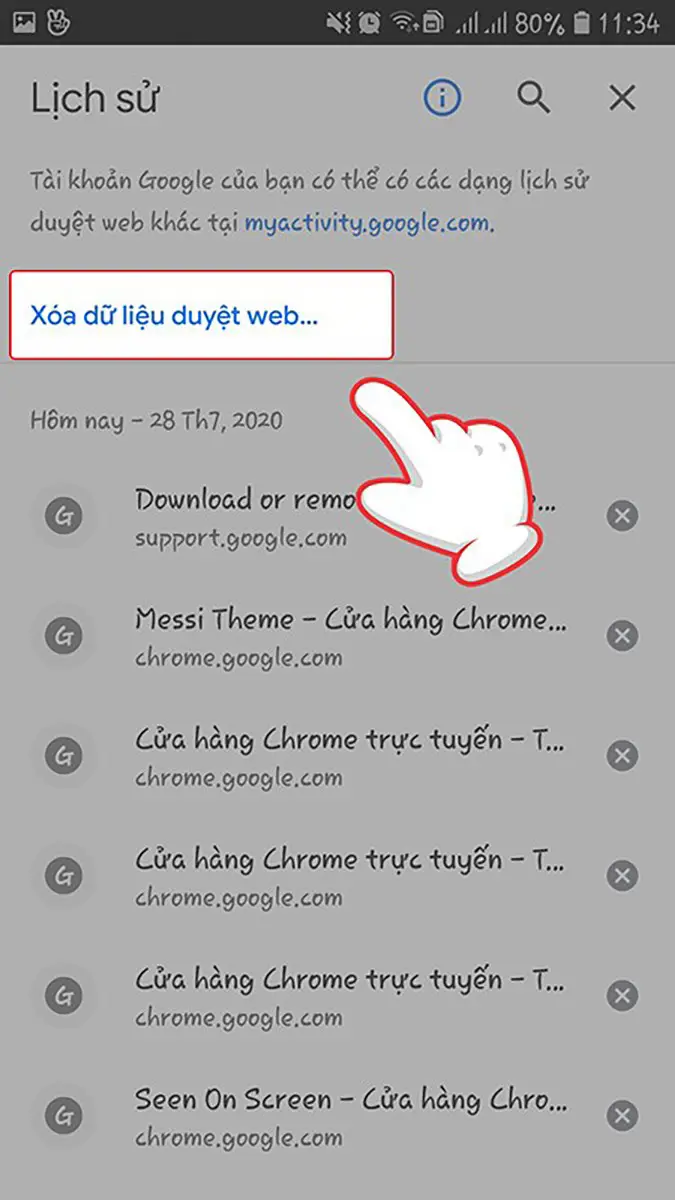 80% 11:34
Lịch sử
Tài khoản Google của bạn có thể có các dạng lịch sử
duyệt web khác tại myactivity.google.com.
Xóa dữ liệu duyệt web...
Hôm nay - 28 Th7, 2020
Download or remo...
support.google.com
Messi Theme - Cửa hàng Chrome...
chrome.google.com
Cửa hàng Chrome trực tuyến - T...
chrome.google.com
Cửa hàng Chrome trực tuyến - T...
chrome.google.com
Cửa hàng Chrome trực tuyến - T...
chrome.google.com
Seen On Screen - Cửa hàng Chro...
chrome.google.com